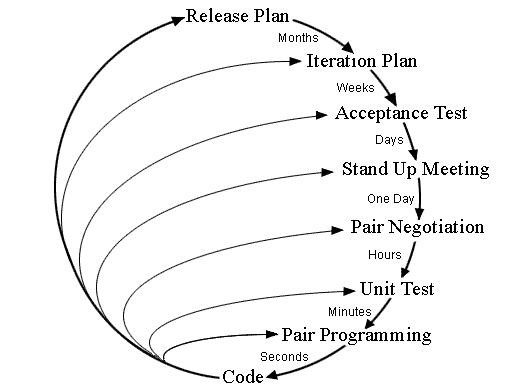 Release Plan
Months
Iteration Plan
Weeks
Acceptance Test
Days
Stand Up Meeting
One Day
Pair Negotiation
Hours
Unit Test
Minutes
Pair Programming
Seconds
Code